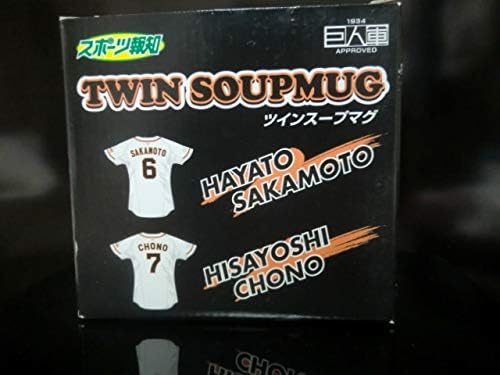 スポーツ報知
1934
巨人軍
APPROVED
TWIN SOUPMUG
ツインスープマグ
SAKAMOTO
6
HAYATO
SAKAMOTO
CHONO
7
HISAYOSHI
CHONO